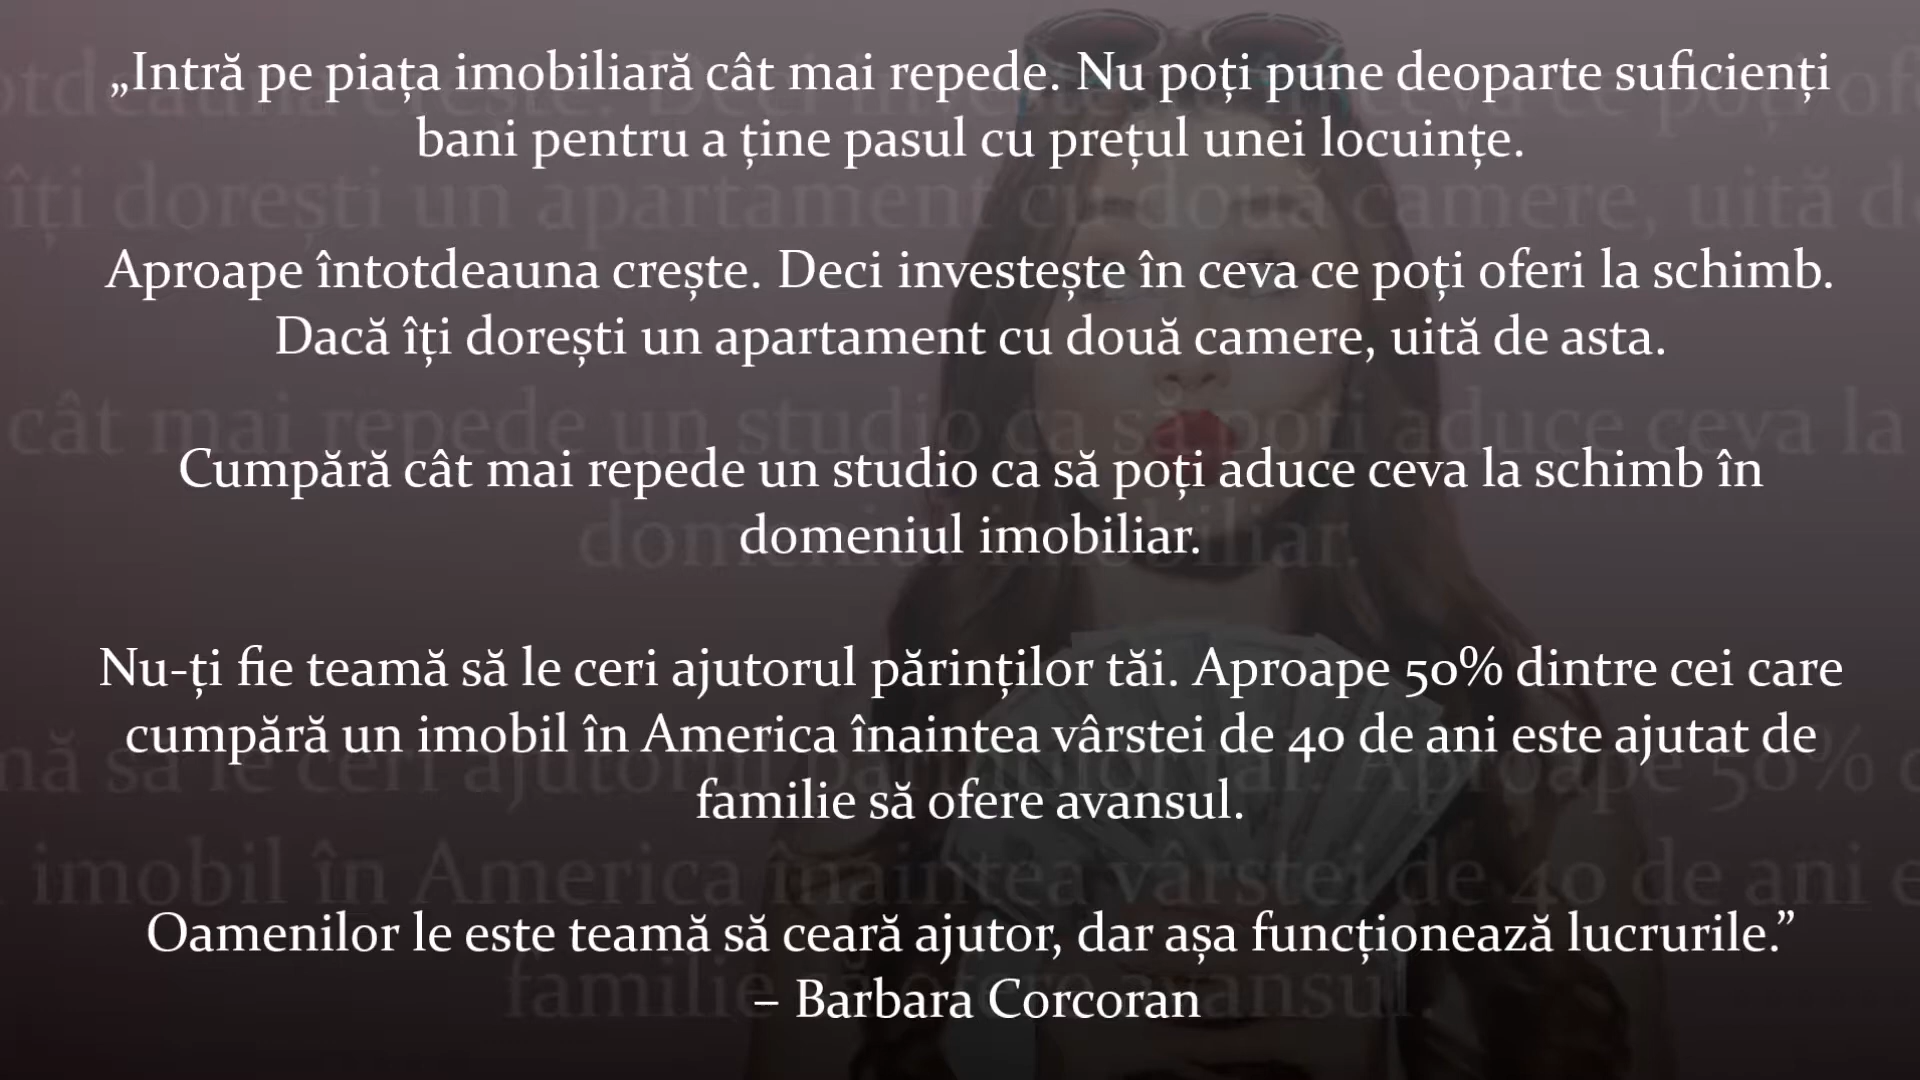 „Intră pe piața imobiliară cât mai repede. Nu poți pune deoparte suficienți
bani pentru a ține pasul cu prețul unei locuințe.
Aproape întotdeauna crește. Deci investește în ceva ce poți oferi la schimb.
Dacă îți dorești un apartament cu două camere, uită de asta.
Cumpără cât mai repede un studio ca să poți aduce ceva la schimb în
domeniul imobiliar.
Nu-ți fie teamă să le ceri ajutorul părinților tăi. Aproape 50% dintre cei care
cumpără un imobil în America înaintea vârstei de 40 de ani este ajutat de
familie să ofere avansul.
Oamenilor le este teamă să ceară ajutor, dar așa funcționează lucrurile.”
– Barbara Corcoran